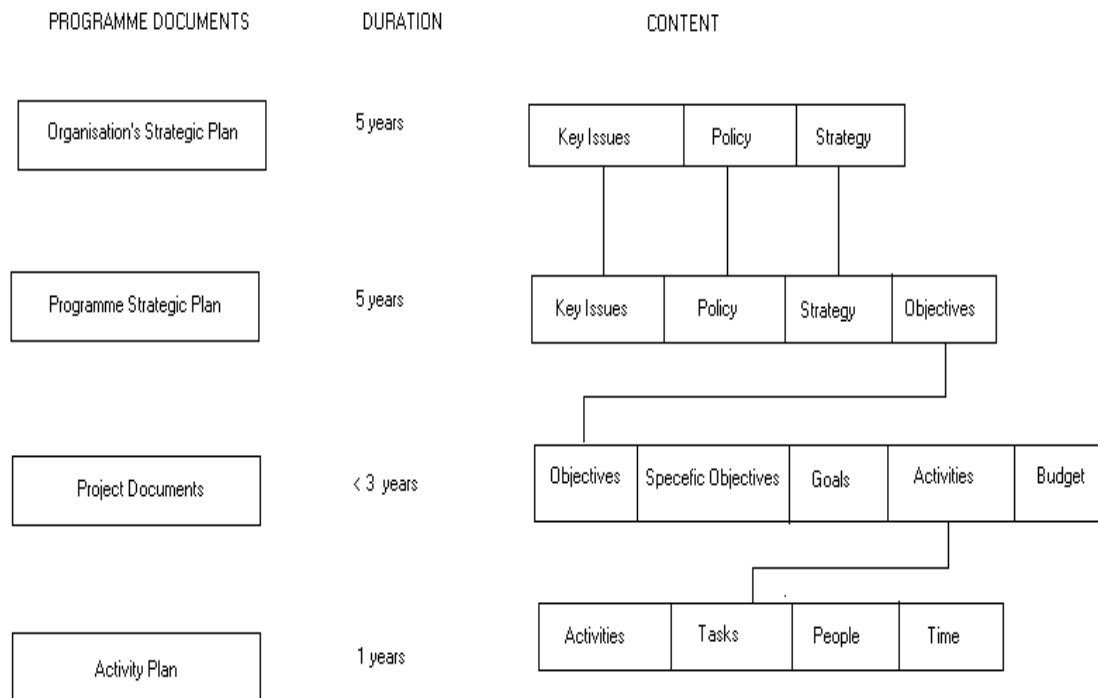 PROGRAMME DOCUMENTS DURATION CONTENT
Organisation's Strategic Plan 5 years Key Issues Policy Strategy
Programme Strategic Plan 5 years Key Issues Policy Strategy Objectives
Project Documents < 3 years Objectives Specefic Objectives Goals Activities Budget
Activity Plan 1 years Activities Tasks People Time